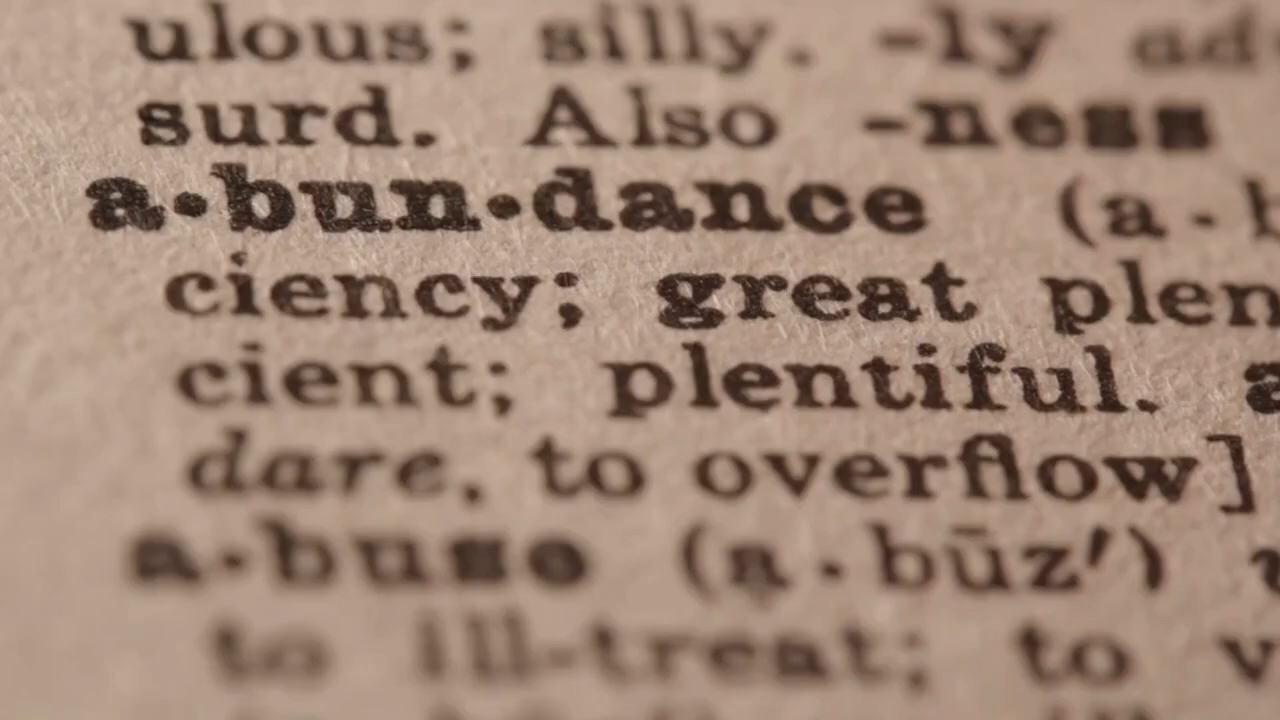 ulous; silly. -ly ad
surd. Also -ness
a·bun·dance (a·b
ciency; great plen
cient; plentiful. a
dare, to overflow]
a·buse (a·būz′) v
to ill-treat; to v